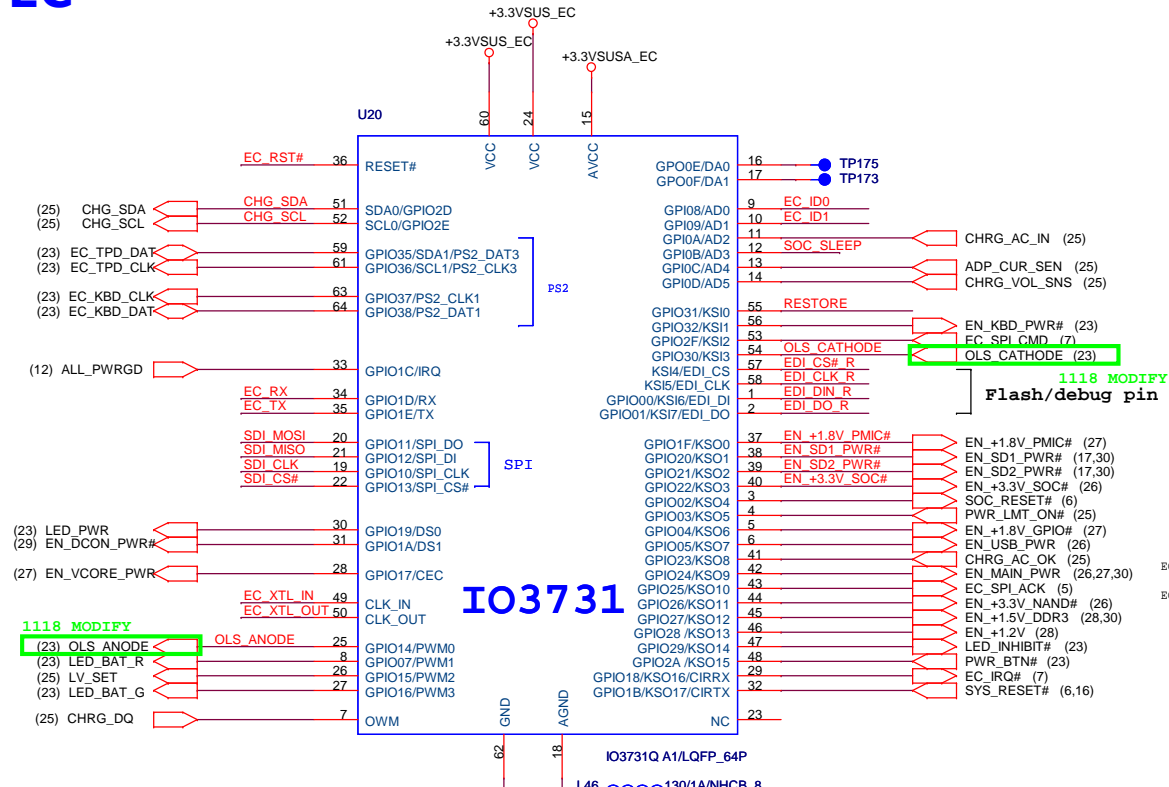 EC
+3.3VSUS_EC
+3.3VSUS_EC
+3.3VSUSA_EC
U20
60
24
15
VCC
VCC
AVCC
EC_RST# 36 RESET#
(25) CHG_SDA CHG_SDA 51 SDA0/GPIO2D
(25) CHG_SCL CHG_SCL 52 SCL0/GPIO2E
(23) EC_TPD_DAT 59 GPIO35/SDA1/PS2_DAT3
(23) EC_TPD_CLK 61 GPIO36/SCL1/PS2_CLK3
PS2
(23) EC_KBD_CLK 63 GPIO37/PS2_CLK1
(23) EC_KBD_DAT 64 GPIO38/PS2_DAT1
(12) ALL_PWRGD 33 GPIO1C/IRQ
EC_RX 34 GPIO1D/RX
EC_TX 35 GPIO1E/TX
SDI_MOSI 20 GPIO11/SPI_DO
SDI_MISO 21 GPIO12/SPI_DI
SDI_CLK 19 GPIO10/SPI_CLK
SDI_CS# 22 GPIO13/SPI_CS#
SPI
(23) LED_PWR 30 GPIO19/DS0
(29) EN_DCON_PWR# 31 GPIO1A/DS1
(27) EN_VCORE_PWR 28 GPIO17/CEC
EC_XTL_IN 49 CLK_IN
EC_XTL_OUT 50 CLK_OUT
1118 MODIFY
(23) OLS_ANODE OLS_ANODE 25 GPIO14/PWM0
(23) LED_BAT_R 8 GPIO07/PWM1
(25) LV_SET 26 GPIO15/PWM2
(23) LED_BAT_G 27 GPIO16/PWM3
(25) CHRG_DQ 7 OWM
IO3731
GPO0E/DA0 16 TP175
GPO0F/DA1 17 TP173
GPI08/AD0 9 EC_ID0
GPI09/AD1 10 EC_ID1
GPI0A/AD2 11 CHRG_AC_IN (25)
GPI0B/AD3 12 SOC_SLEEP
GPI0C/AD4 13 ADP_CUR_SEN (25)
GPI0D/AD5 14 CHRG_VOL_SNS (25)
GPIO31/KSI0 55 RESTORE
GPIO32/KSI1 56 EN_KBD_PWR# (23)
GPIO2F/KSI2 53 EC_SPI_CMD (7)
GPIO30/KSI3 54 OLS_CATHODE OLS_CATHODE (23)
KSI4/EDI_CS 57 EDI_CS#_R
KSI5/EDI_CLK 58 EDI_CLK_R
GPIO00/KSI6/EDI_DI 1 EDI_DIN_R
GPIO01/KSI7/EDI_DO 2 EDI_DO_R
1118 MODIFY
Flash/debug pin
GPIO1F/KSO0 37 EN_+1.8V_PMIC# EN_+1.8V_PMIC# (27)
GPIO20/KSO1 38 EN_SD1_PWR# EN_SD1_PWR# (17,30)
GPIO21/KSO2 39 EN_SD2_PWR# EN_SD2_PWR# (17,30)
GPIO22/KSO3 40 EN_+3.3V_SOC# EN_+3.3V_SOC# (26)
GPIO02/KSO4 3 SOC_RESET# (6)
GPIO03/KSO5 4 PWR_LMT_ON# (25)
GPIO04/KSO6 5 EN_+1.8V_GPIO# (27)
GPIO05/KSO7 6 EN_USB_PWR (26)
GPIO23/KSO8 41 CHRG_AC_OK (25)
GPIO24/KSO9 42 EN_MAIN_PWR (26,27,30)
GPIO25/KSO10 43 EC_SPI_ACK (5)
GPIO26/KSO11 44 EN_+3.3V_NAND# (26)
GPIO27/KSO12 45 EN_+1.5V_DDR3 (28,30)
GPIO28 /KSO13 46 EN_+1.2V (28)
GPIO29/KSO14 47 LED_INHIBIT# (23)
GPIO2A /KSO15 48 PWR_BTN# (23)
GPIO18/KSO16/CIRRX 29 EC_IRQ# (7)
GPIO1B/KSO17/CIRTX 32 SYS_RESET# (6,16)
NC 23
EC
EC
GND
AGND
62
18
IO3731Q A1/LQFP_64P
L46 130/1A/NHCB_8